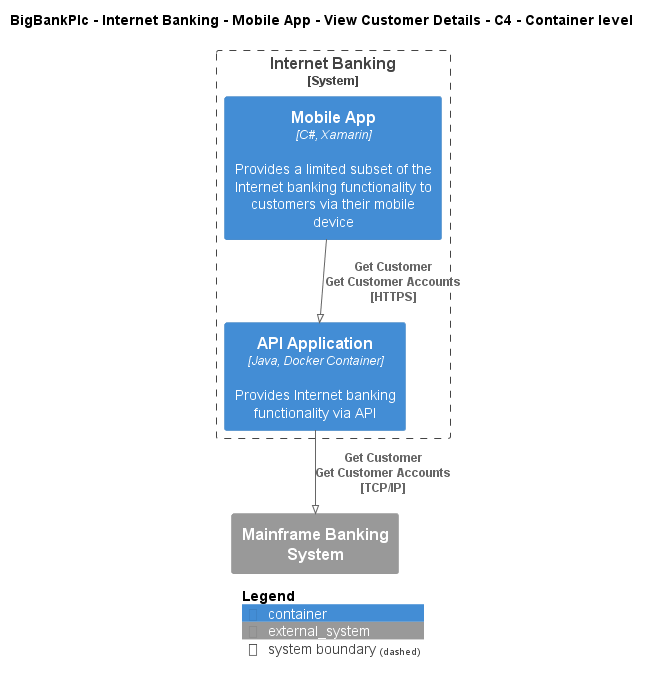 BigBankPlc - Internet Banking - Mobile App - View Customer Details - C4 - Container level
Internet Banking
[System]
Mobile App
[C#, Xamarin]
Provides a limited subset of the
Internet banking functionality to
customers via their mobile
device
Get Customer
Get Customer Accounts
[HTTPS]
API Application
[Java, Docker Container]
Provides Internet banking
functionality via API
Get Customer
Get Customer Accounts
[TCP/IP]
Mainframe Banking
System
Legend
container
external_system
system boundary (dashed)